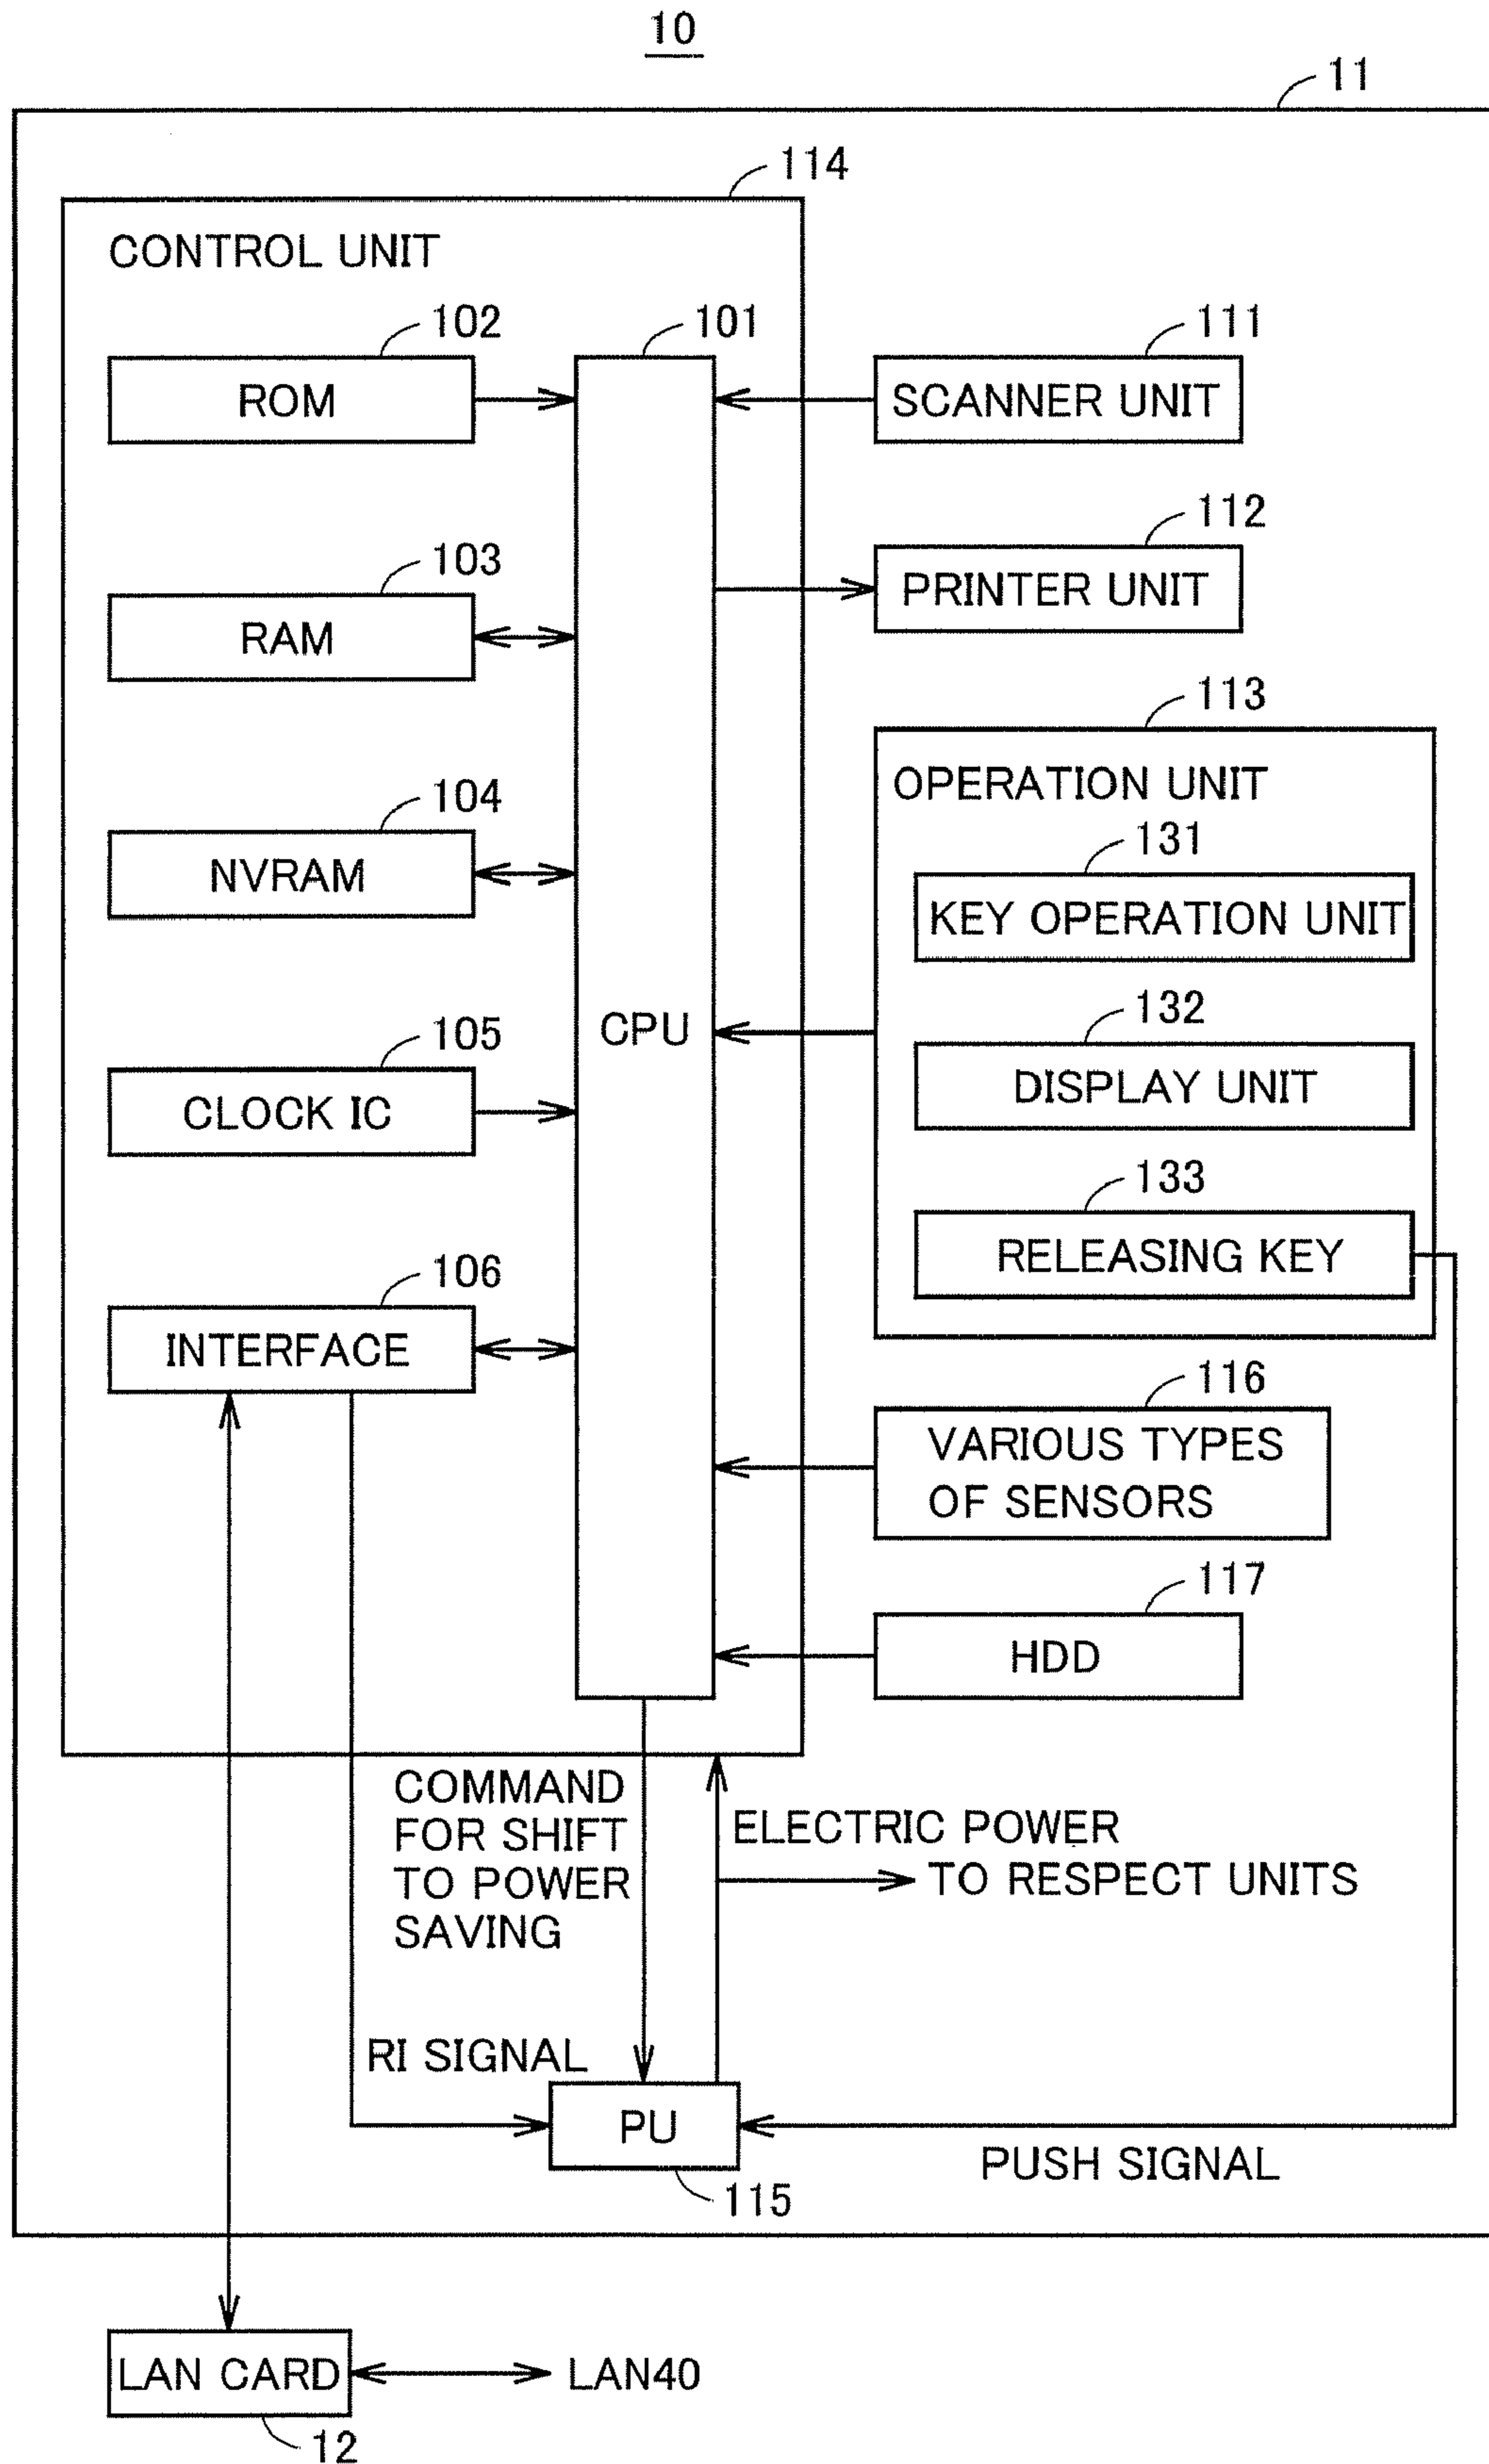 10
11
114
CONTROL UNIT
102
ROM
101
CPU
111
SCANNER UNIT
112
PRINTER UNIT
103
RAM
113
OPERATION UNIT
131
KEY OPERATION UNIT
104
NVRAM
132
DISPLAY UNIT
105
CLOCK IC
133
RELEASING KEY
106
INTERFACE
116
VARIOUS TYPES
OF SENSORS
117
HDD
COMMAND
FOR SHIFT
TO POWER
SAVING
ELECTRIC POWER
TO RESPECT UNITS
RI SIGNAL
PU
115
PUSH SIGNAL
LAN CARD
LAN40
12